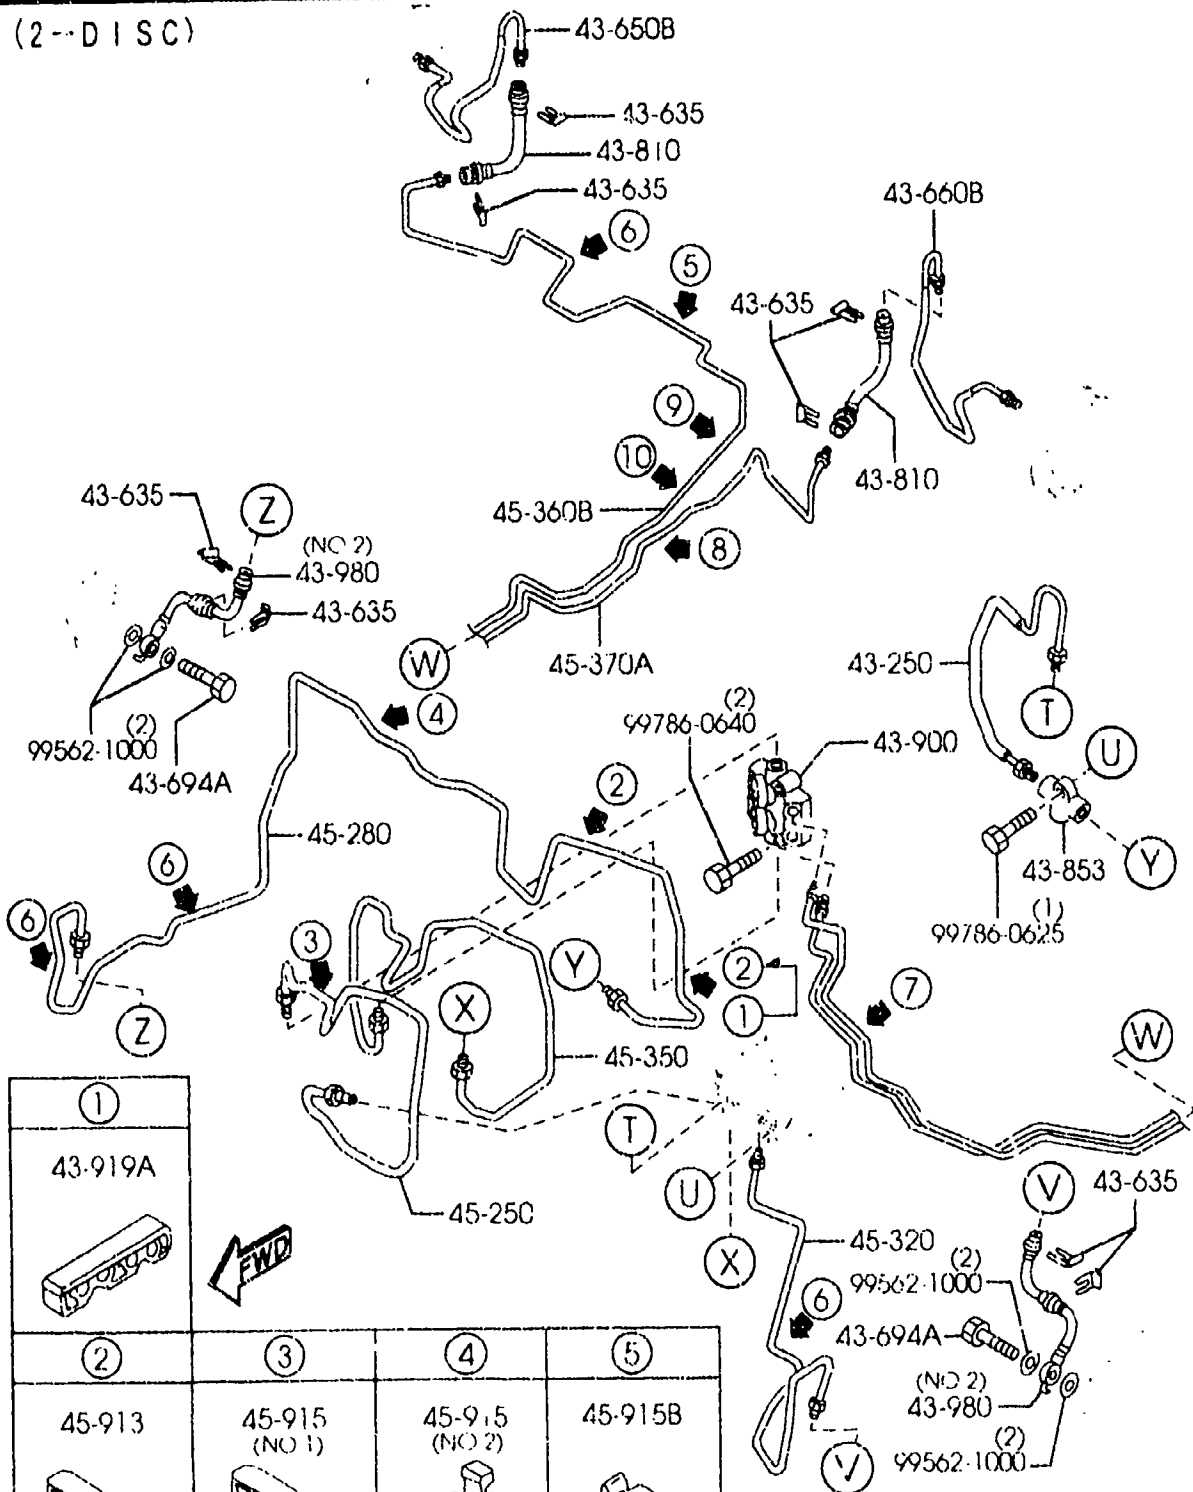 (2-DISC)
43-650B
43-635
43-810
43-635
43-660B
6
5
43-635
9
10
43-810
43-635
Z
45-360B
(NO 2)
43-980
8
43-635
W
45-370A
43-250
4
(2)
99786-0640
T
(2)
99562-1000
43-900
U
43-694A
2
45-280
43-853
Y
6
(1)
99786-0625
6
3
Y
2
7
X
1
Z
W
45-350
1
T
43-919A
V
43-635
U
45-250
45-320
FWD
X
(2)
99562-1000
6
43-694A
2
3
4
5
(NO 2)
43-980
45-913
45-915
(NO 1)
45-915
(NO 2)
45-915B
(2)
99562-1000
V